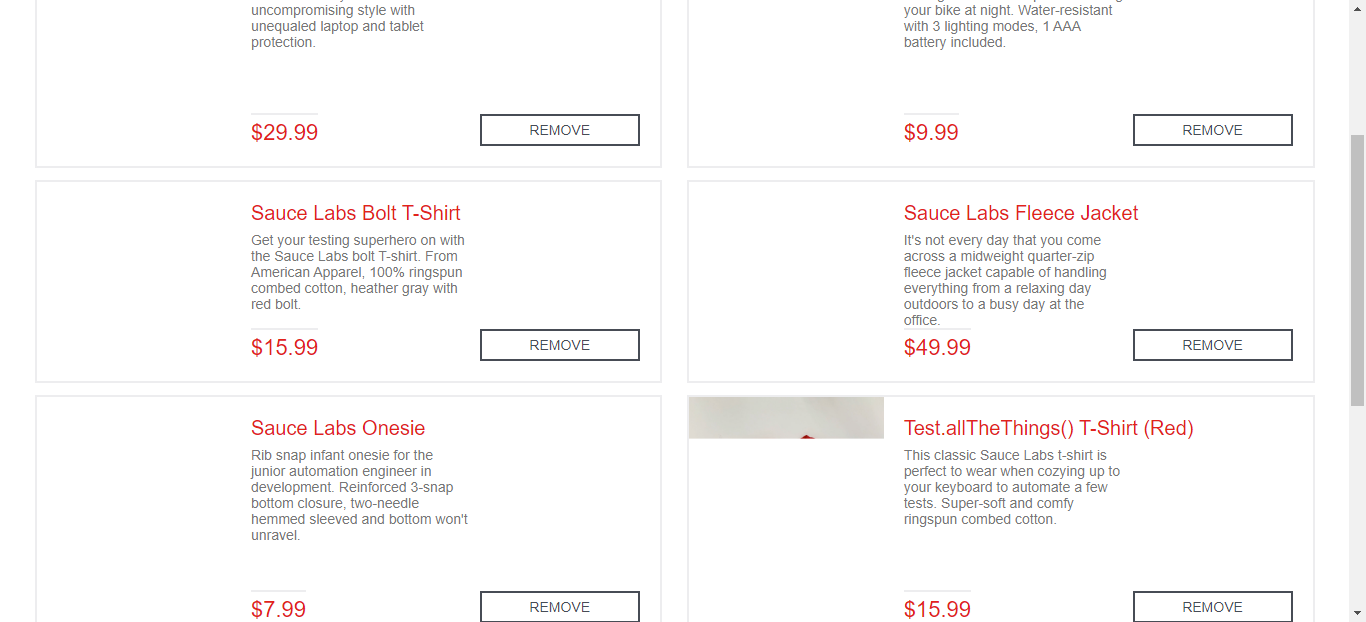 uncompromising style with
unequaled laptop and tablet
protection.
$29.99
REMOVE
your bike at night. Water-resistant
with 3 lighting modes, 1 AAA
battery included.
$9.99
REMOVE
Sauce Labs Bolt T-Shirt
Get your testing superhero on with
the Sauce Labs bolt T-shirt. From
American Apparel, 100% ringspun
combed cotton, heather gray with
red bolt.
$15.99
REMOVE
Sauce Labs Fleece Jacket
It's not every day that you come
across a midweight quarter-zip
fleece jacket capable of handling
everything from a relaxing day
outdoors to a busy day at the
office.
$49.99
REMOVE
Sauce Labs Onesie
Rib snap infant onesie for the
junior automation engineer in
development. Reinforced 3-snap
bottom closure, two-needle
hemmed sleeved and bottom won't
unravel.
$7.99
REMOVE
Test.allTheThings() T-Shirt (Red)
This classic Sauce Labs t-shirt is
perfect to wear when cozying up to
your keyboard to automate a few
tests. Super-soft and comfy
ringspun combed cotton.
$15.99
REMOVE